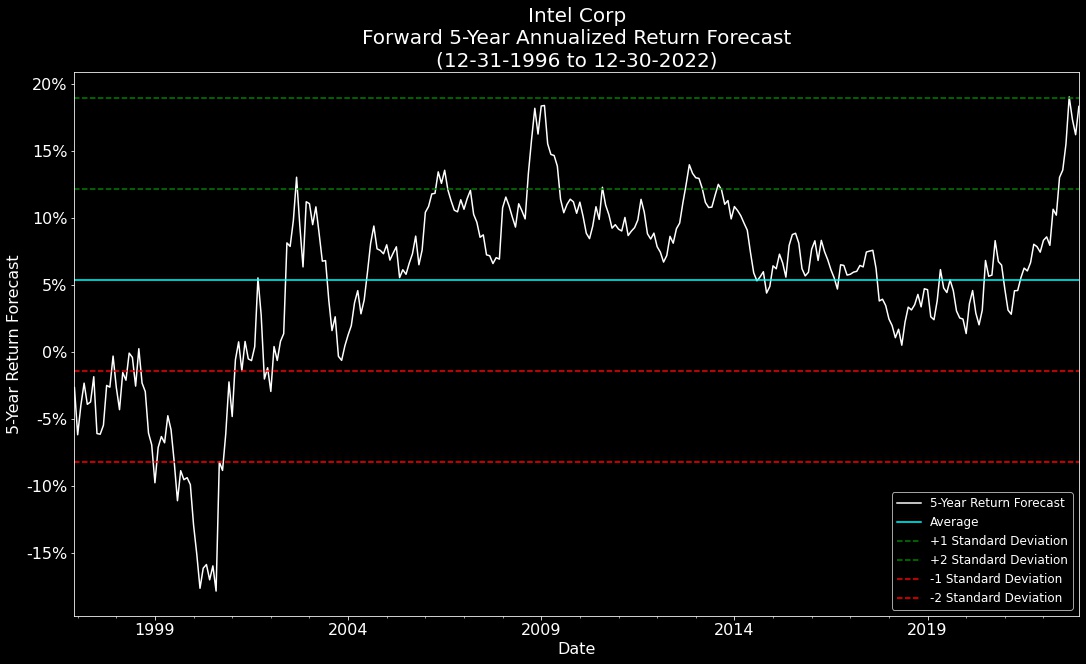 Intel Corp
Forward 5-Year Annualized Return Forecast
(12-31-1996 to 12-30-2022)
5-Year Return Forecast
20%
15%
10%
5%
0%
-5%
-10%
-15%
5-Year Return Forecast
Average
+1 Standard Deviation
+2 Standard Deviation
-1 Standard Deviation
-2 Standard Deviation
1999
2004
2009
2014
2019
Date